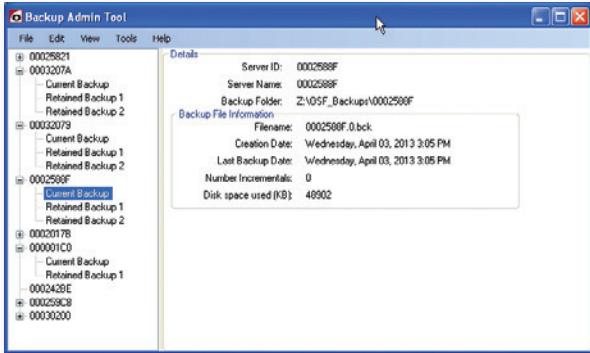 Backup Admin Tool
File Edit View Tools Help
00025821
0003207A
Current Backup
Retained Backup 1
Retained Backup 2
00032079
Current Backup
Retained Backup 1
Retained Backup 2
0002588F
Current Backup
Retained Backup 1
Retained Backup 2
0002017B
000001C0
Current Backup
Retained Backup 1
000242BE
000259C8
00030200
Details
Server ID: 0002588F
Server Name: 0002588F
Backup Folder: Z:\OSF_Backups\0002588F
Backup File Information
Filename: 0002588F.0.bck
Creation Date: Wednesday, April 03, 2013 3:05 PM
Last Backup Date: Wednesday, April 03, 2013 3:05 PM
Number Incrementals: 0
Disk space used (KB): 48902